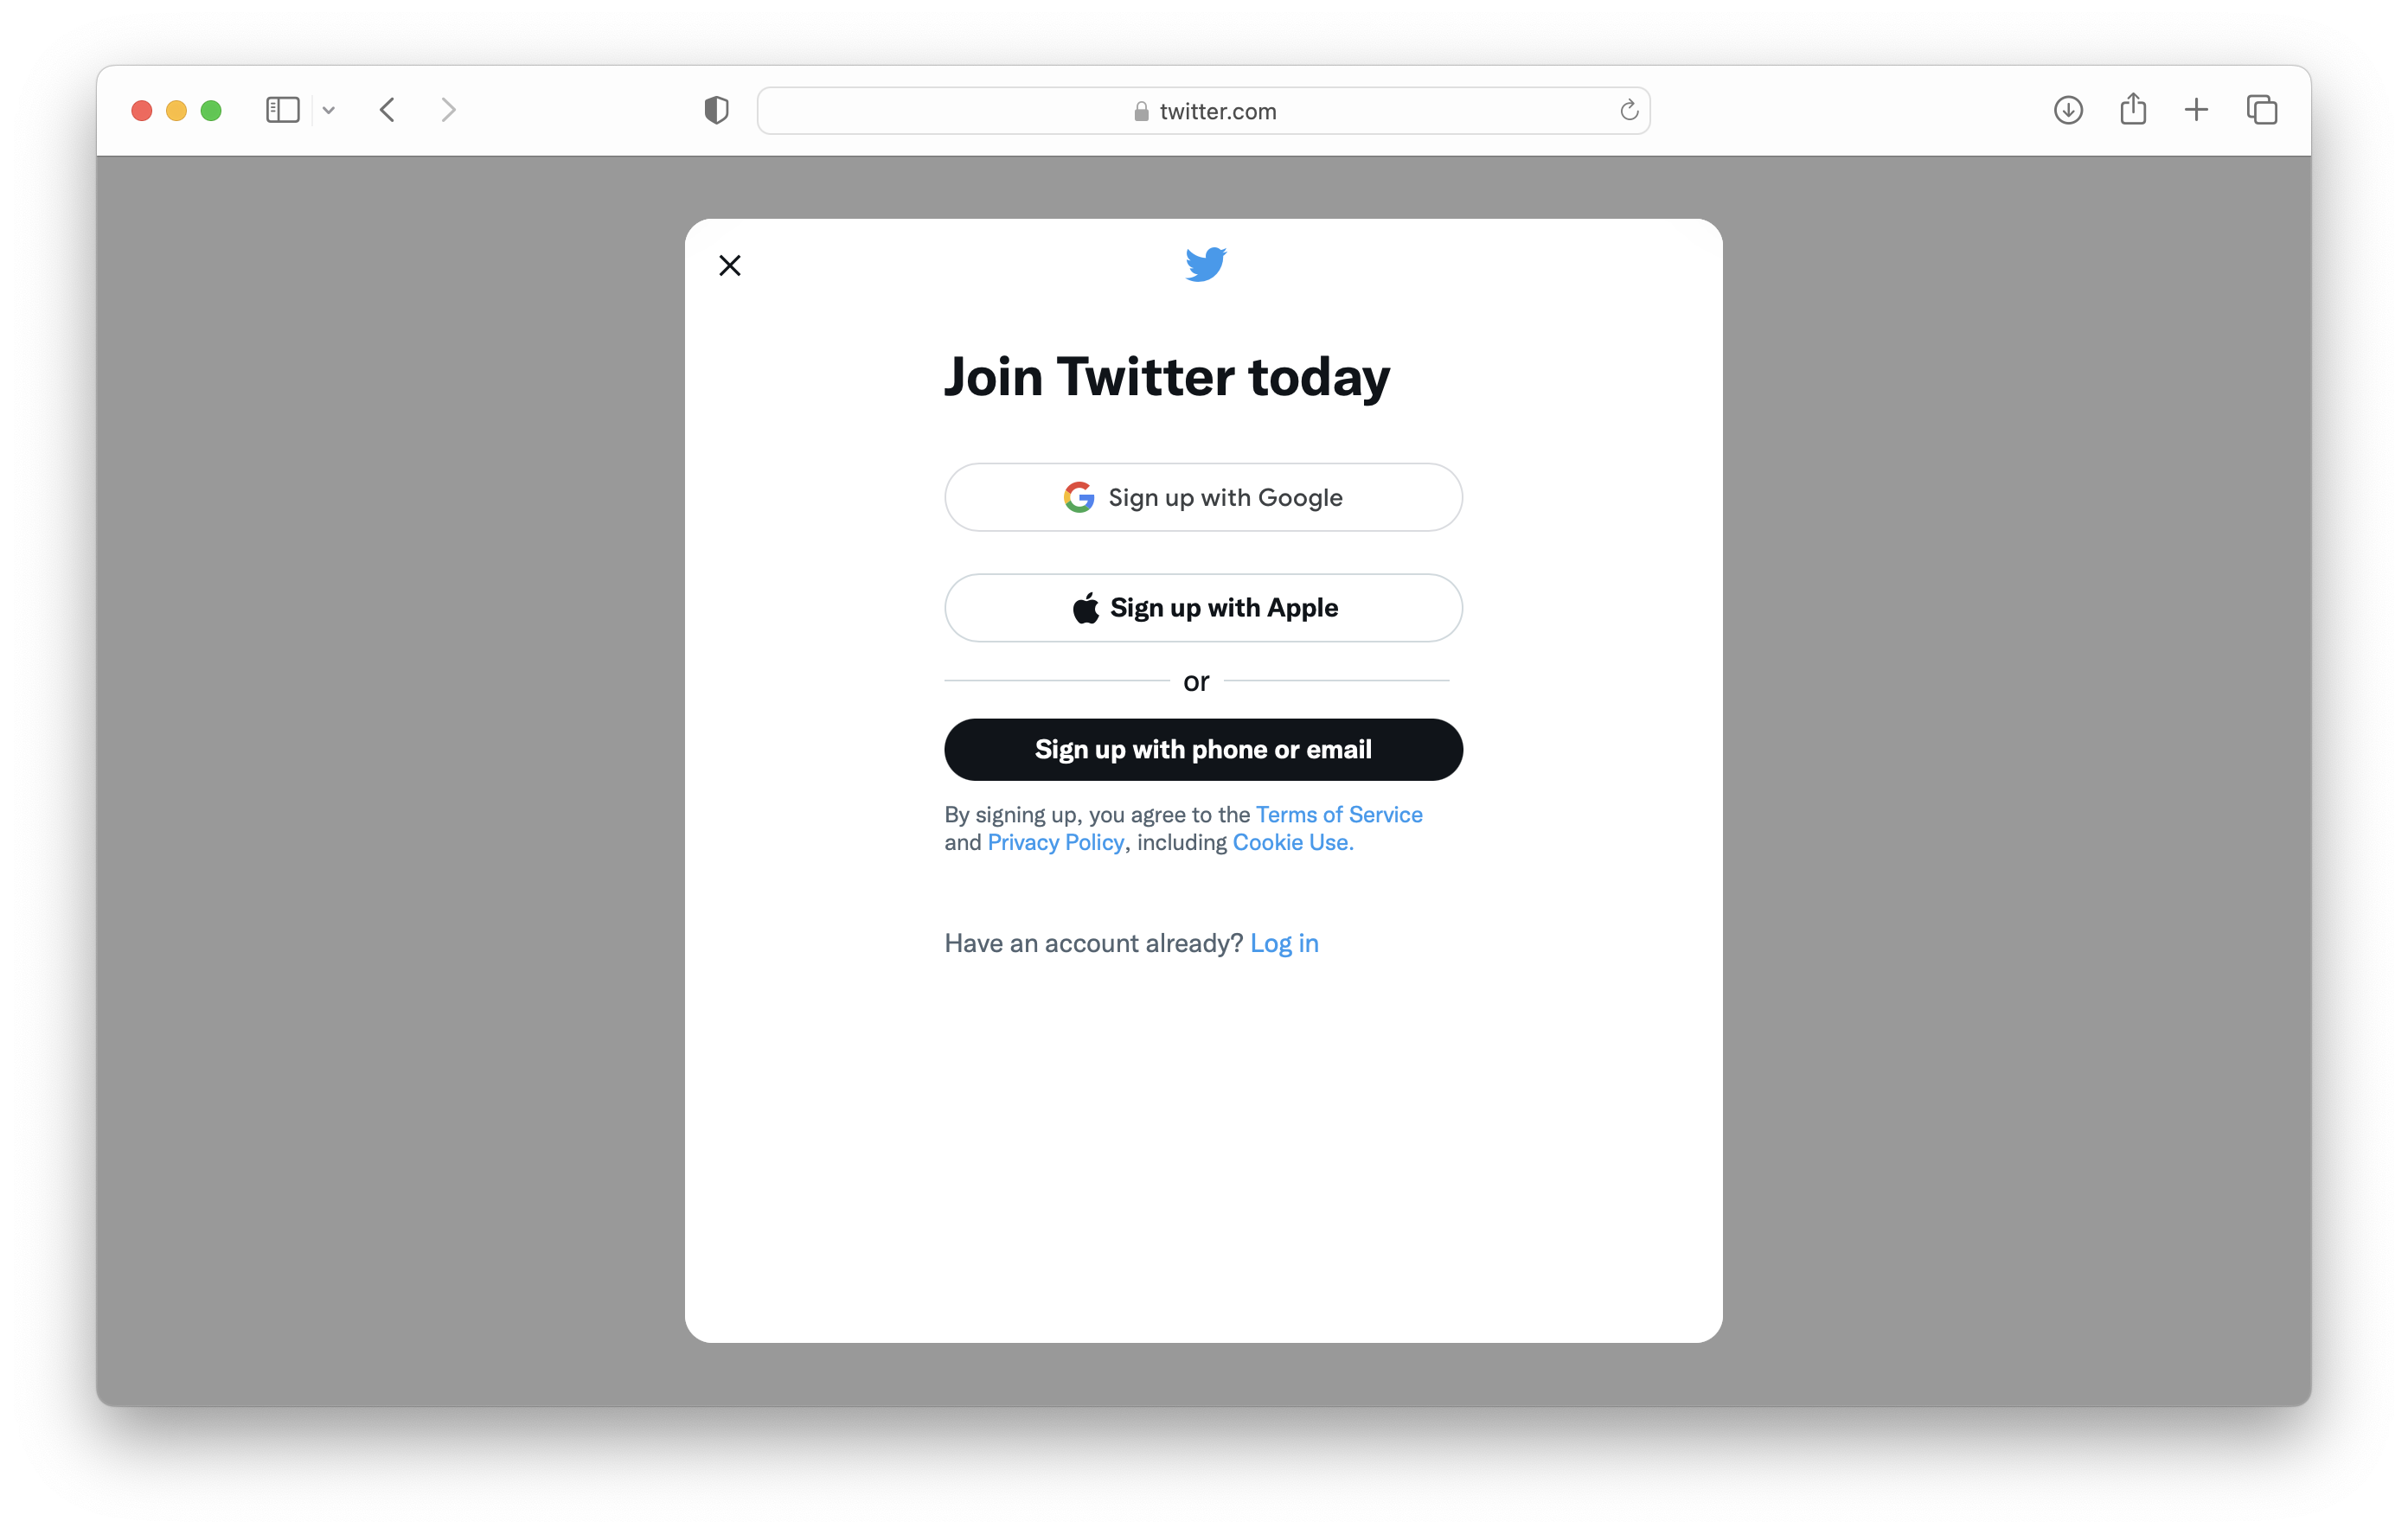 twitter.com
Join Twitter today
Sign up with Google
Sign up with Apple
or
Sign up with phone or email
By signing up, you agree to the Terms of Service
and Privacy Policy, including Cookie Use.
Have an account already? Log in